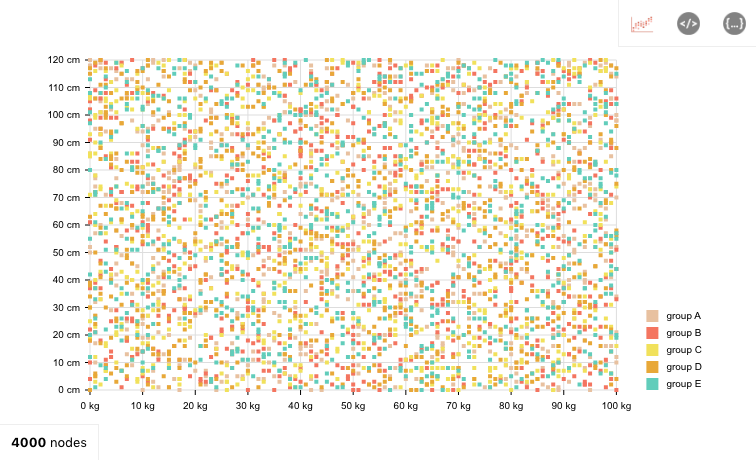 </>
{...}
120 cm
110 cm
100 cm
90 cm
80 cm
70 cm
60 cm
50 cm
40 cm
30 cm
20 cm
10 cm
0 cm
0 kg 10 kg 20 kg 30 kg 40 kg 50 kg 60 kg 70 kg 80 kg 90 kg 100 kg
group A
group B
group C
group D
group E
4000 nodes